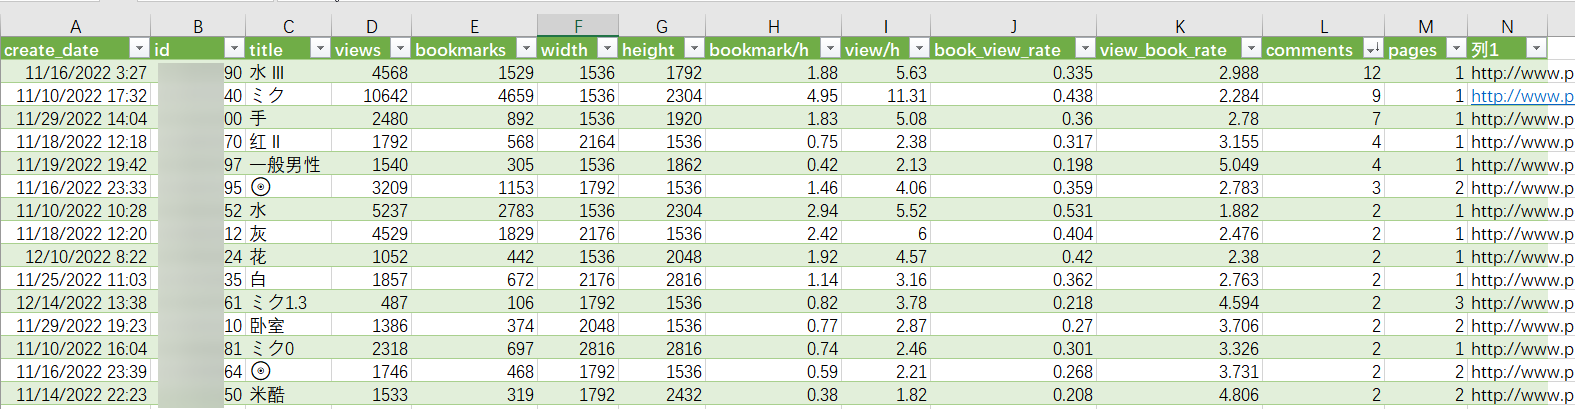 A B C D E F G H I J K L M N
create_date id title views bookmarks width height bookmark/h view/h book_view_rate view_book_rate comments pages 列1
11/16/2022 3:27 90 水 III 4568 1529 1536 1792 1.88 5.63 0.335 2.988 12 1 http://www.p
11/10/2022 17:32 40 ミク 10642 4659 1536 2304 4.95 11.31 0.438 2.284 9 1 http://www.p
11/29/2022 14:04 00 手 2480 892 1536 1920 1.83 5.08 0.36 2.78 7 1 http://www.p
11/18/2022 12:18 70 红 II 1792 568 2164 1536 0.75 2.38 0.317 3.155 4 1 http://www.p
11/19/2022 19:42 97 一般男性 1540 305 1536 1862 0.42 2.13 0.198 5.049 4 1 http://www.p
11/16/2022 23:33 95 ⊙ 3209 1153 1792 1536 1.46 4.06 0.359 2.783 3 2 http://www.p
11/10/2022 10:28 52 水 5237 2783 1536 2304 2.94 5.52 0.531 1.882 2 1 http://www.p
11/18/2022 12:20 12 灰 4529 1829 2176 1536 2.42 6 0.404 2.476 2 1 http://www.p
12/10/2022 8:22 24 花 1052 442 1536 2048 1.92 4.57 0.42 2.38 2 1 http://www.p
11/25/2022 11:03 35 白 1857 672 2176 2816 1.14 3.16 0.362 2.763 2 1 http://www.p
12/14/2022 13:38 61 ミク1.3 487 106 1792 1536 0.82 3.78 0.218 4.594 2 3 http://www.p
11/29/2022 19:23 10 卧室 1386 374 2048 1536 0.77 2.87 0.27 3.706 2 2 http://www.p
11/10/2022 16:04 81 ミク0 2318 697 2816 2816 0.74 2.46 0.301 3.326 2 1 http://www.p
11/16/2022 23:39 64 ⊙ 1746 468 1792 1536 0.59 2.21 0.268 3.731 2 2 http://www.p
11/14/2022 22:23 50 米酷 1533 319 1792 2432 0.38 1.82 0.208 4.806 2 2 http://www.p